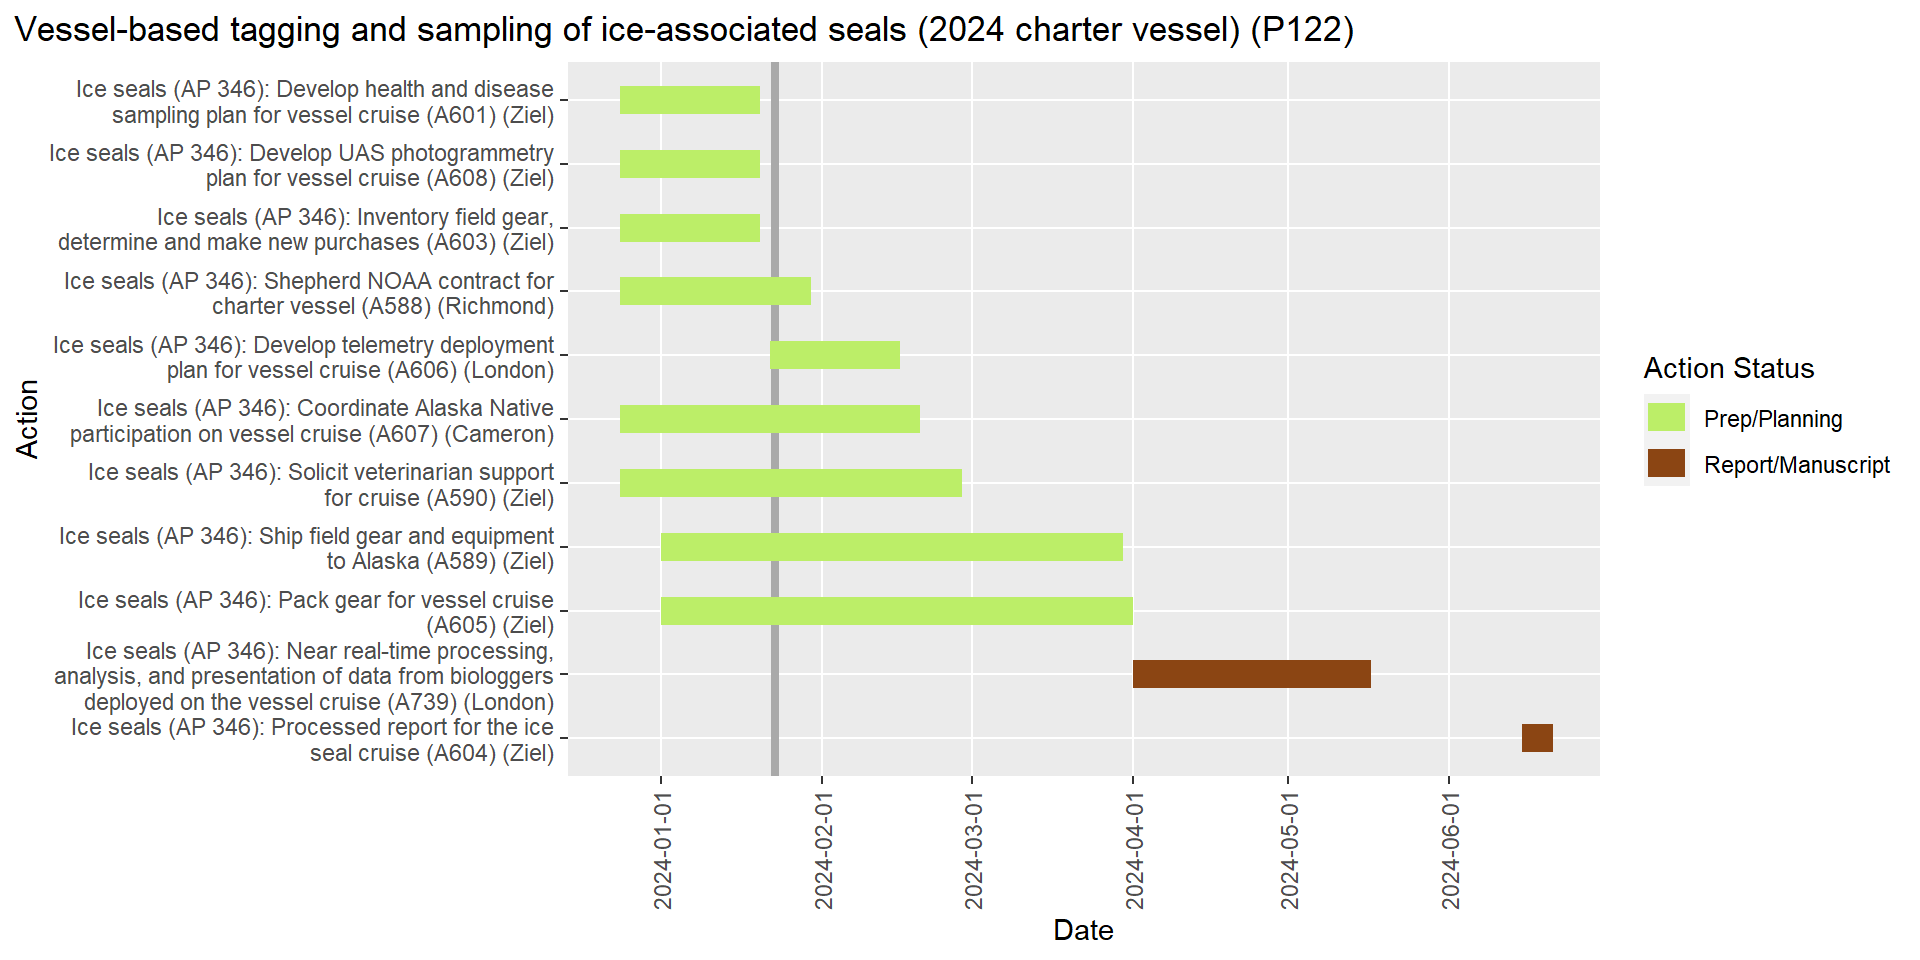 Vessel-based tagging and sampling of ice-associated seals (2024 charter vessel) (P122)
Action
Ice seals (AP 346): Develop health and disease
sampling plan for vessel cruise (A601) (Ziel)
Ice seals (AP 346): Develop UAS photogrammetry
plan for vessel cruise (A608) (Ziel)
Ice seals (AP 346): Inventory field gear,
determine and make new purchases (A603) (Ziel)
Ice seals (AP 346): Shepherd NOAA contract for
charter vessel (A588) (Richmond)
Ice seals (AP 346): Develop telemetry deployment
plan for vessel cruise (A606) (London)
Ice seals (AP 346): Coordinate Alaska Native
participation on vessel cruise (A607) (Cameron)
Ice seals (AP 346): Solicit veterinarian support
for cruise (A590) (Ziel)
Ice seals (AP 346): Ship field gear and equipment
to Alaska (A589) (Ziel)
Ice seals (AP 346): Pack gear for vessel cruise
(A605) (Ziel)
Ice seals (AP 346): Near real-time processing,
analysis, and presentation of data from biologgers
deployed on the vessel cruise (A739) (London)
Ice seals (AP 346): Processed report for the ice
seal cruise (A604) (Ziel)
2024-01-01
2024-02-01
2024-03-01
2024-04-01
2024-05-01
2024-06-01
Date
Action Status
Prep/Planning
Report/Manuscript